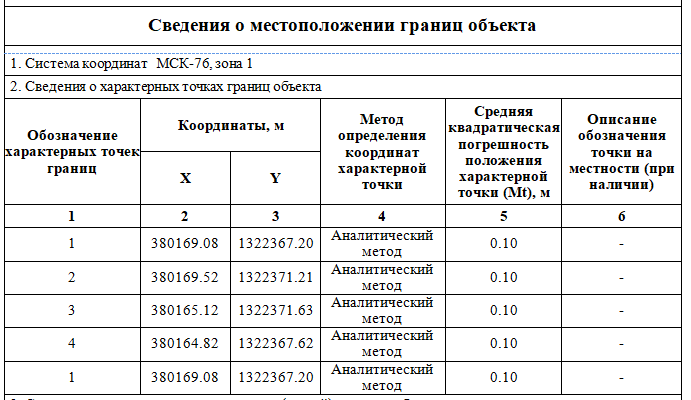 Сведения о местоположении границ объекта
1. Система координат МСК-76, зона 1
2. Сведения о характерных точках границ объекта
Обозначение
характерных точек
границ
Координаты, м
X
Y
Метод
определения
координат
характерной
точки
Средняя
квадратическая
погрешность
положения
характерной
точки (Mt), м
Описание
обозначения
точки на
местности (при
наличии)
1 2 3 4 5 6
1 380169.08 1322367.20 Аналитический
метод 0.10 -
2 380169.52 1322371.21 Аналитический
метод 0.10 -
3 380165.12 1322371.63 Аналитический
метод 0.10 -
4 380164.82 1322367.62 Аналитический
метод 0.10 -
1 380169.08 1322367.20 Аналитический
метод 0.10 -